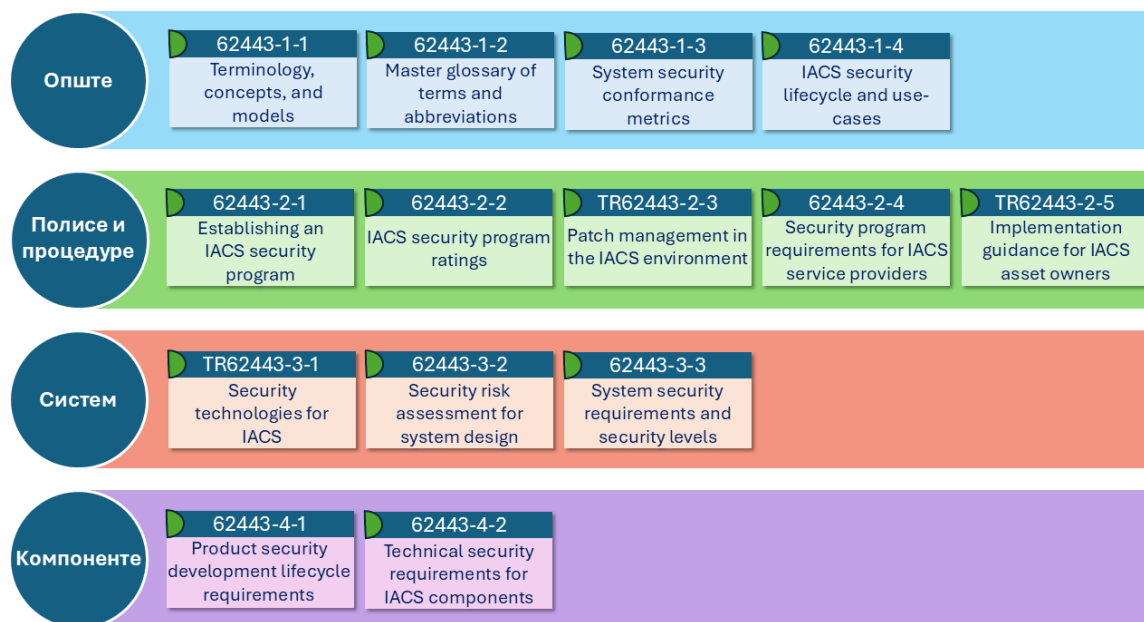 Опште
62443-1-1
Terminology,
concepts, and
models
62443-1-2
Master glossary of
terms and
abbreviations
62443-1-3
System security
conformance
metrics
62443-1-4
IACS security
lifecycle and use-
cases
Полисе и
процедуре
62443-2-1
Establishing an
IACS security
program
62443-2-2
IACS security program
ratings
TR62443-2-3
Patch management in
the IACS environment
62443-2-4
Security program
requirements for IACS
service providers
TR62443-2-5
Implementation
guidance for IACS
asset owners
Систем
TR62443-3-1
Security
technologies for
IACS
62443-3-2
Security risk
assessment for
system design
62443-3-3
System security
requirements and
security levels
Компоненте
62443-4-1
Product security
development lifecycle
requirements
62443-4-2
Technical security
requirements for
IACS components